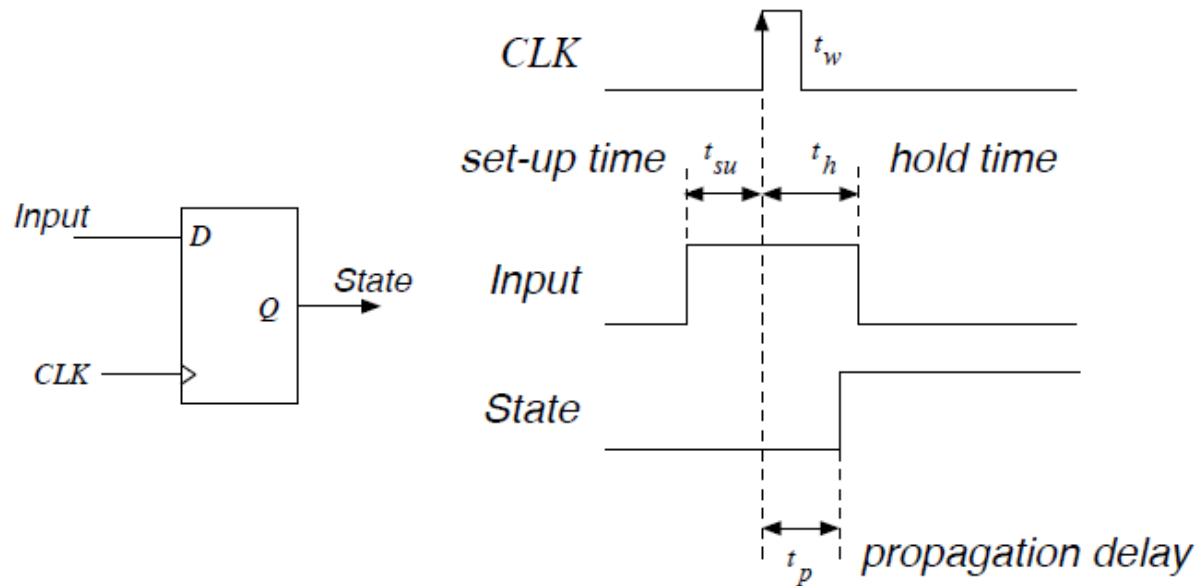 CLK
t_w
set-up time
t_su
t_h
hold time
Input
D
Q
State
CLK
Input
State
t_p
propagation delay